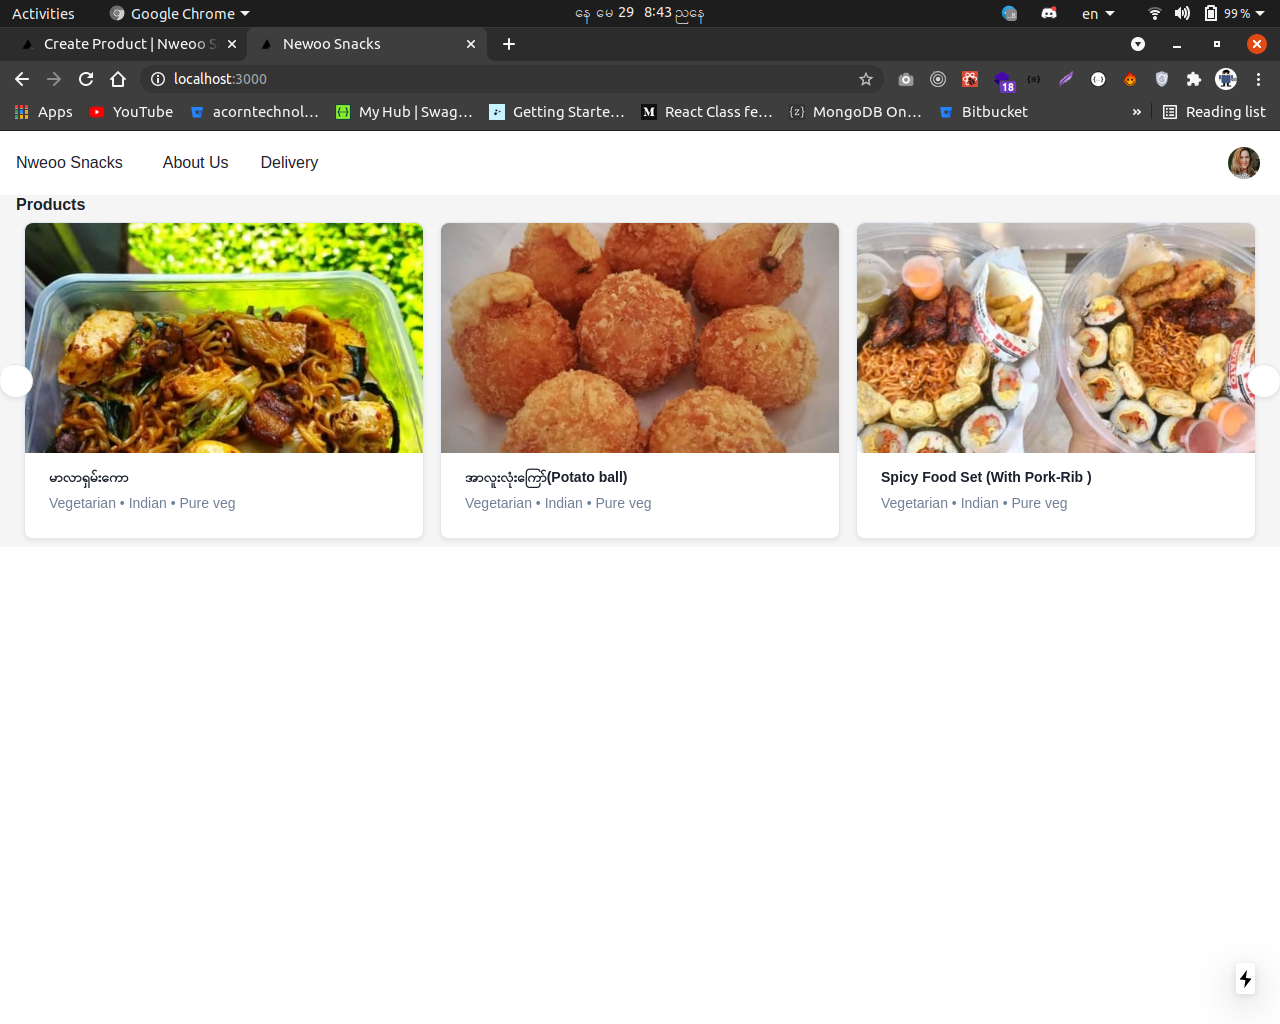 Activities Google Chrome နေ မေ 29 8:43 ညနေ en 99 %
Create Product | Nweoo S Newoo Snacks
localhost:3000 18
Apps YouTube acorntechnol… My Hub | Swag… Getting Starte… React Class fe… MongoDB On… Bitbucket » Reading list
Nweoo Snacks About Us Delivery
Products
မာလာရှမ်းကော
Vegetarian • Indian • Pure veg
အာလူးလုံးကြော်(Potato ball)
Vegetarian • Indian • Pure veg
Spicy Food Set (With Pork-Rib )
Vegetarian • Indian • Pure veg